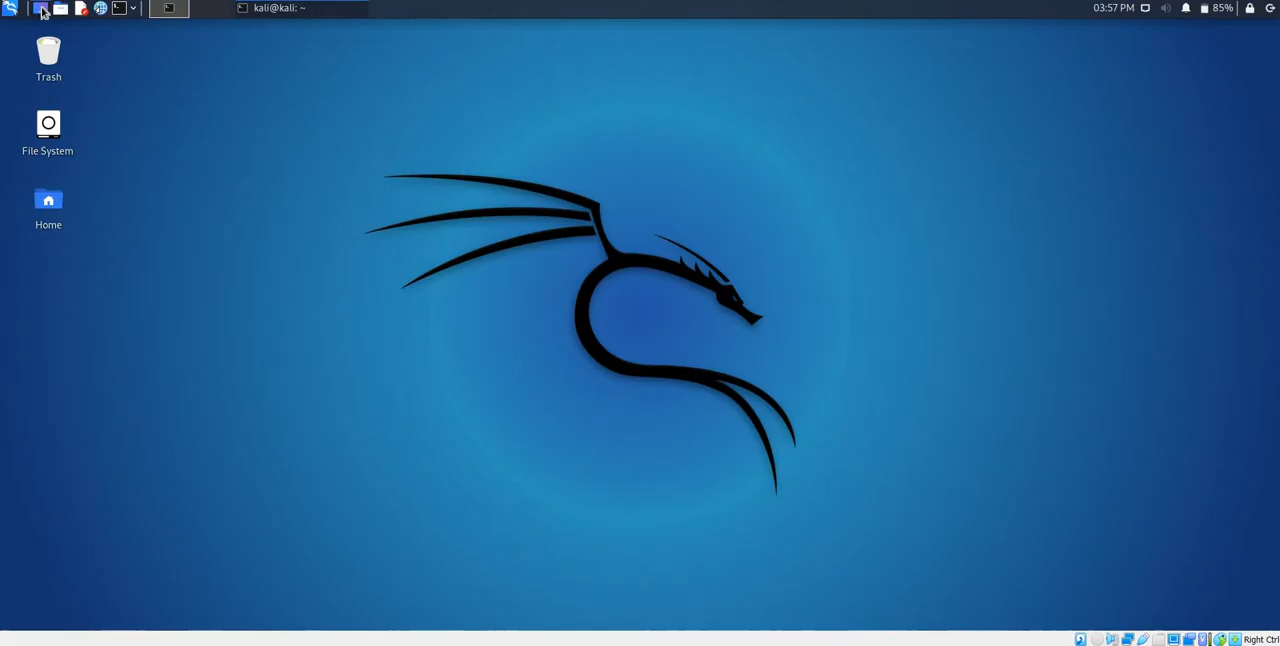 kali@kali: ~
03:57 PM
85%
Trash
File System
Home
Right Ctrl